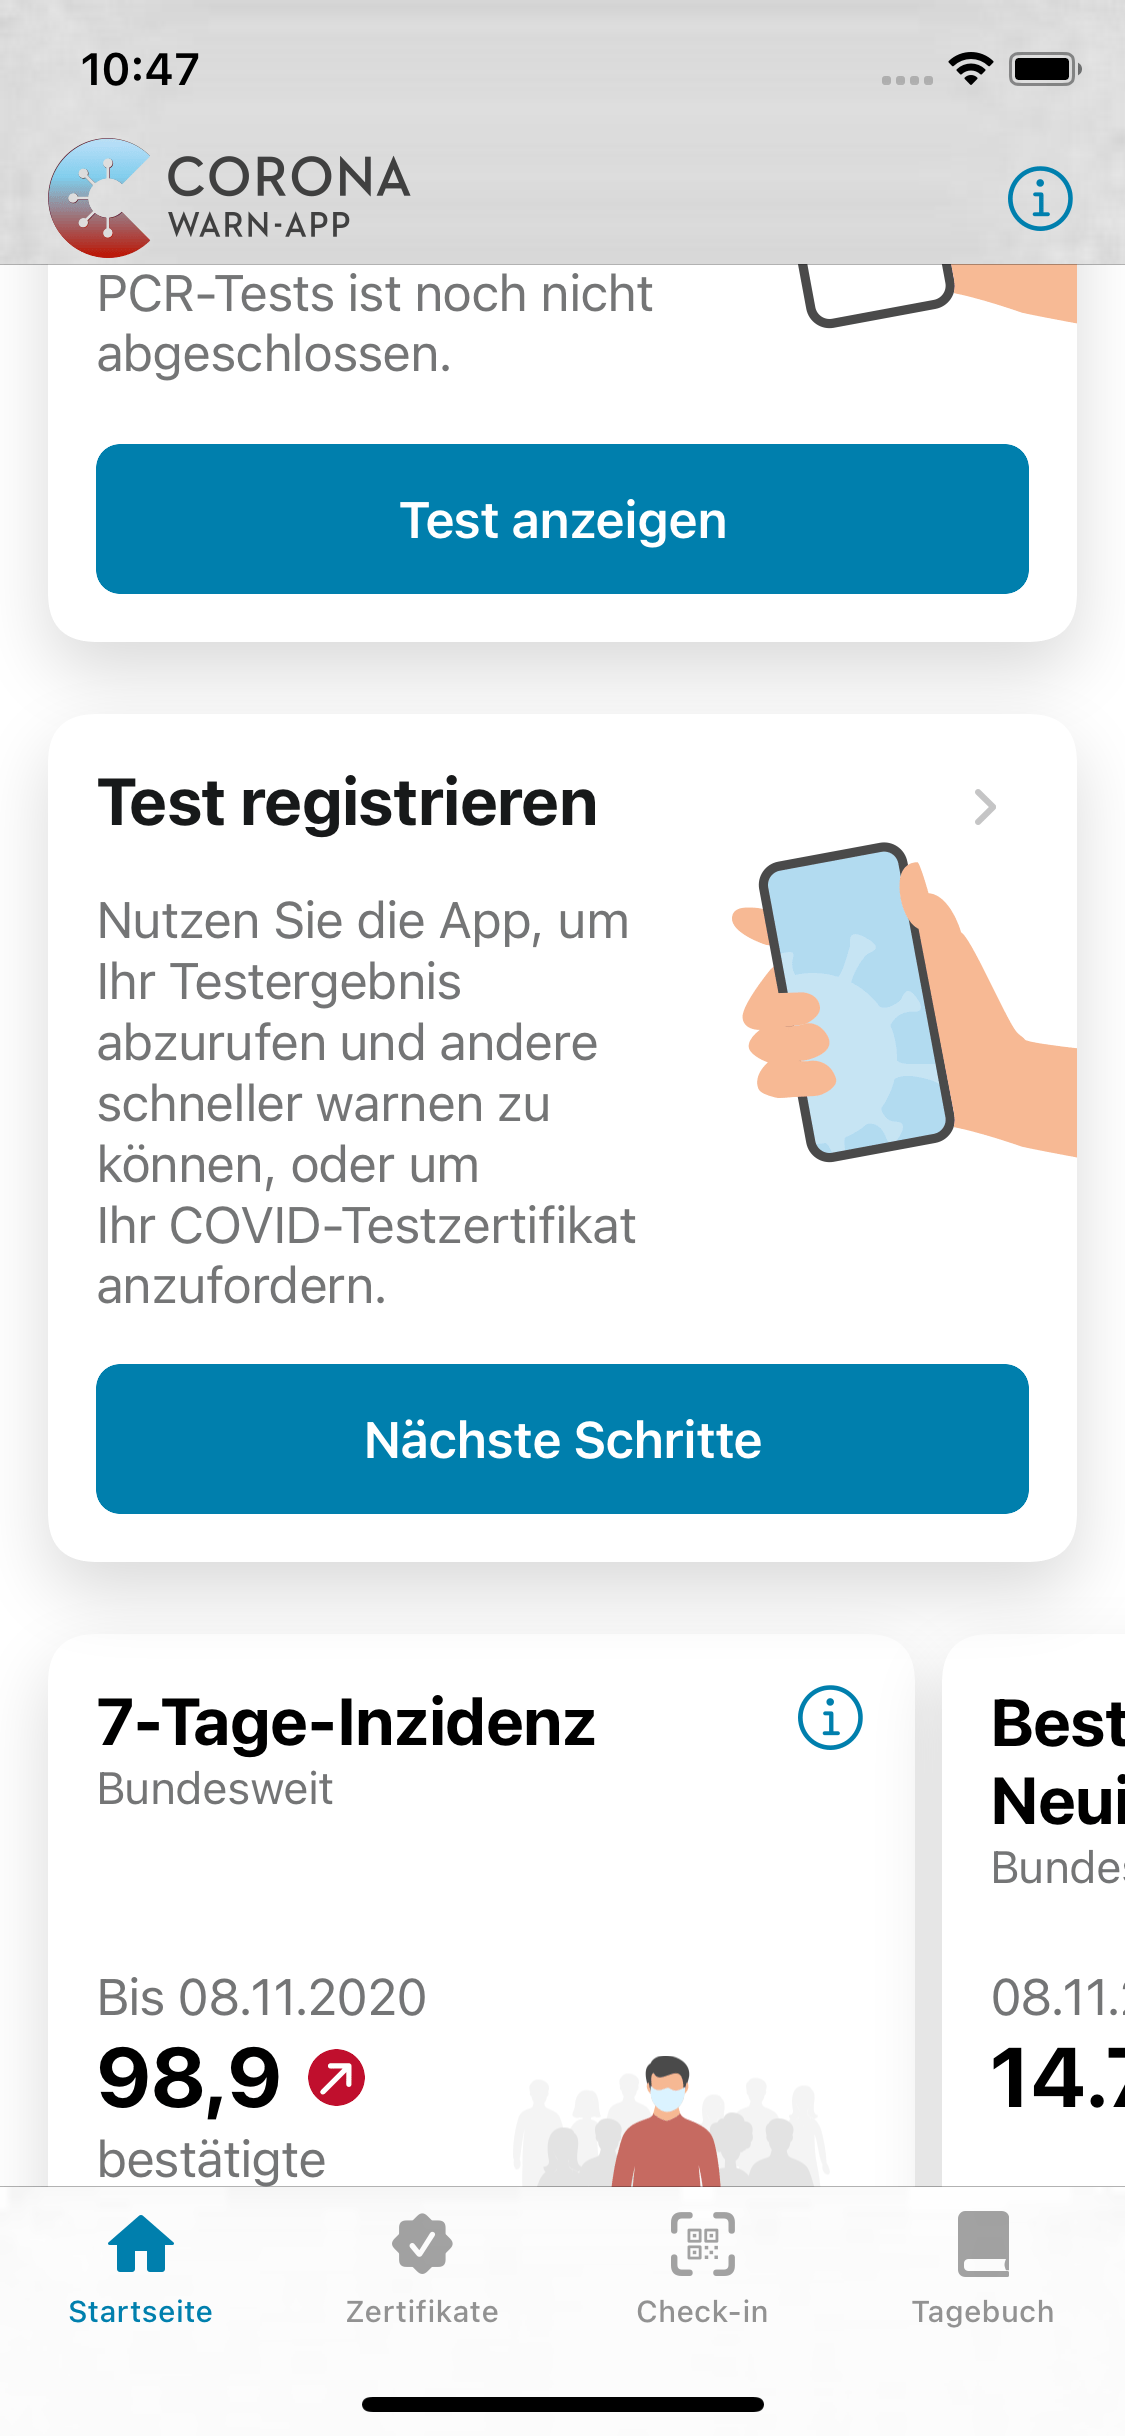 10:47
CORONA
WARN-APP
PCR-Tests ist noch nicht
abgeschlossen.
Test anzeigen
Test registrieren
Nutzen Sie die App, um
Ihr Testergebnis
abzurufen und andere
schneller warnen zu
können, oder um
Ihr COVID-Testzertifikat
anzufordern.
Nächste Schritte
7-Tage-Inzidenz
Bundesweit
Bis 08.11.2020
98,9
bestätigte
Best
Neui
Bundes
08.11.
14.7
Startseite
Zertifikate
Check-in
Tagebuch